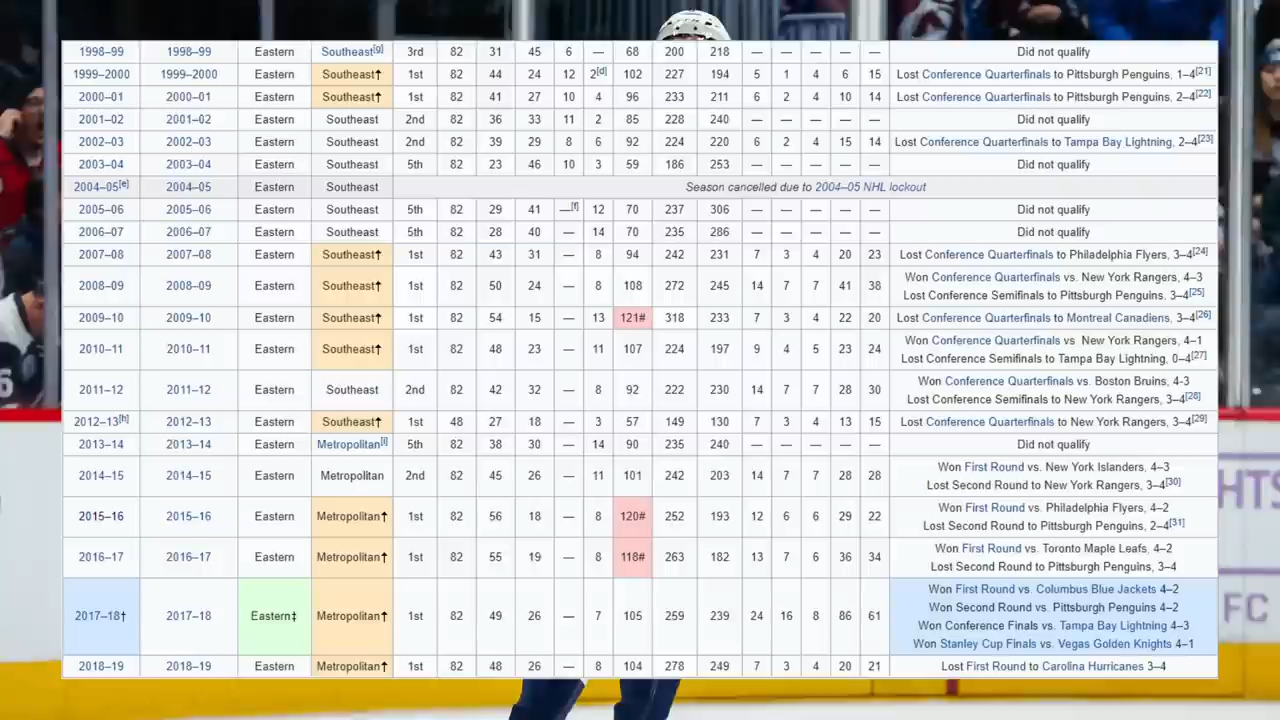 1998–99 1998–99 Eastern Southeast[g] 3rd 82 31 45 6 — 68 200 218 — — — — — Did not qualify
1999–2000 1999–2000 Eastern Southeast↑ 1st 82 44 24 12 2[d] 102 227 194 5 1 4 6 15 Lost Conference Quarterfinals to Pittsburgh Penguins, 1–4[21]
2000–01 2000–01 Eastern Southeast↑ 1st 82 41 27 10 4 96 233 211 6 2 4 10 14 Lost Conference Quarterfinals to Pittsburgh Penguins. 2–4[22]
2001–02 2001–02 Eastern Southeast 2nd 82 36 33 11 2 85 228 240 — — — — — Did not qualify
2002–03 2002–03 Eastern Southeast 2nd 82 39 29 8 6 92 224 220 6 2 4 15 14 Lost Conference Quarterfinals to Tampa Bay Lightning, 2–4[23]
2003–04 2003–04 Eastern Southeast 5th 82 23 46 10 3 59 186 253 — — — — — Did not qualify
2004–05[e] 2004–05 Eastern Southeast Season cancelled due to 2004–05 NHL lockout
2005–06 2005–06 Eastern Southeast 5th 82 29 41 —[f] 12 70 237 306 — — — — — Did not qualify
2006–07 2006–07 Eastern Southeast 5th 82 28 40 — 14 70 235 286 — — — — — Did not qualify
2007–08 2007–08 Eastern Southeast↑ 1st 82 43 31 — 8 94 242 231 7 3 4 20 23 Lost Conference Quarterfinals to Philadelphia Flyers, 3–4[24]
2008–09 2008–09 Eastern Southeast↑ 1st 82 50 24 — 8 108 272 245 14 7 7 41 38 Won Conference Quarterfinals vs. New York Rangers, 4–3
Lost Conference Semifinals to Pittsburgh Penguins, 3–4[25]
2009–10 2009–10 Eastern Southeast↑ 1st 82 54 15 — 13 121# 318 233 7 3 4 22 20 Lost Conference Quarterfinals to Montreal Canadiens, 3–4[26]
2010–11 2010–11 Eastern Southeast↑ 1st 82 48 23 — 11 107 224 197 9 4 5 23 24 Won Conference Quarterfinals vs. New York Rangers, 4–1
Lost Conference Semifinals to Tampa Bay Lightning, 0–4[27]
2011–12 2011–12 Eastern Southeast 2nd 82 42 32 — 8 92 222 230 14 7 7 28 30 Won Conference Quarterfinals vs. Boston Bruins, 4-3
Lost Conference Semifinals to New York Rangers, 3–4[28]
2012–13[h] 2012–13 Eastern Southeast↑ 1st 48 27 18 — 3 57 149 130 7 3 4 13 15 Lost Conference Quarterfinals to New York Rangers, 3–4[29]
2013–14 2013–14 Eastern Metropolitan[i] 5th 82 38 30 — 14 90 235 240 — — — — — Did not qualify
2014–15 2014–15 Eastern Metropolitan 2nd 82 45 26 — 11 101 242 203 14 7 7 28 28 Won First Round vs. New York Islanders, 4–3
Lost Second Round to New York Rangers, 3–4[30]
2015–16 2015–16 Eastern Metropolitan↑ 1st 82 56 18 — 8 120# 252 193 12 6 6 29 22 Won First Round vs. Philadelphia Flyers, 4–2
Lost Second Round to Pittsburgh Penguins, 2–4[31]
2016–17 2016–17 Eastern Metropolitan↑ 1st 82 55 19 — 8 118# 263 182 13 7 6 36 34 Won First Round vs. Toronto Maple Leafs, 4–2
Lost Second Round to Pittsburgh Penguins, 3–4
2017–18† 2017–18 Eastern‡ Metropolitan↑ 1st 82 49 26 — 7 105 259 239 24 16 8 86 61 Won First Round vs. Columbus Blue Jackets 4–2
Won Second Round vs. Pittsburgh Penguins 4–2
Won Conference Finals vs. Tampa Bay Lightning 4–3
Won Stanley Cup Finals vs. Vegas Golden Knights 4–1
2018–19 2018–19 Eastern Metropolitan↑ 1st 82 48 26 — 8 104 278 249 7 3 4 20 21 Lost First Round to Carolina Hurricanes 3–4
6
HTS
FC